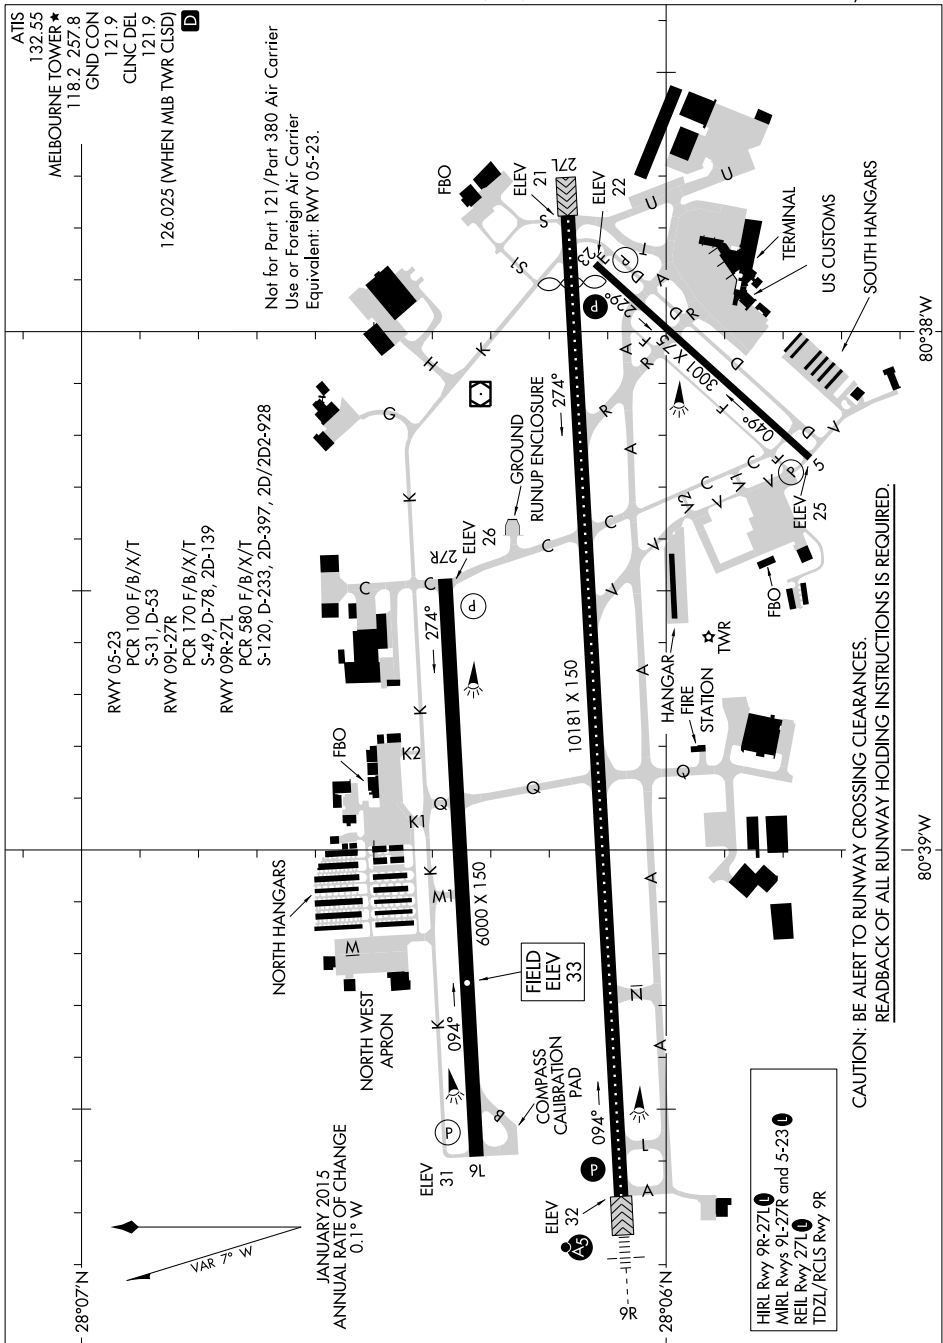 ATIS
132.55
MELBOURNE TOWER★
118.2 257.8
GND CON
121.9
CLNC DEL
121.9
126.025 (WHEN MLB TWR CLSD)
D
Not for Part 121/Part 380 Air Carrier
Use or Foreign Air Carrier
Equivalent: RWY 05-23.
RWY 05-23
PCR 100 F/B/X/T
S-31, D-53
RWY 09L-27R
PCR 170 F/B/X/T
S-49, D-78, 2D-139
RWY 09R-27L
PCR 580 F/B/X/T
S-120, D-233, 2D-397, 2D/2D2-928
JANUARY 2015
ANNUAL RATE OF CHANGE
0.1° W
VAR 7° W
28°07'N
28°06'N
80°39'W
80°38'W
NORTH HANGARS
NORTH WEST
APRON
M
M1
K1
K2
FBO
K
K
K
K
K
K
Q
Q
Q
C
C
C
C
C
C
G
H
S1
S
FBO
ELEV
21
27L
ELEV
22
23
E
P
P
229°
274°
3001 X 75
049°
F
F
F
D
D
D
D
R
R
R
A
A
A
A
A
A
A
A
I
U
U
TERMINAL
US CUSTOMS
SOUTH HANGARS
GROUND
RUNUP ENCLOSURE
27R
ELEV
26
P
274°
6000 X 150
094°
FIELD
ELEV
33
COMPASS
CALIBRATION
PAD
B
P
ELEV
31
9L
10181 X 150
V
V
V
V
V
V1
V2
P
5
ELEV
25
FBO
HANGAR
FIRE
STATION
TWR
N
L
094°
P
ELEV
32
A5
9R
HIRL Rwy 9R-27L L
MIRL Rwys 9L-27R and 5-23 L
REIL Rwy 27L L
TDZL/RCLS Rwy 9R
CAUTION: BE ALERT TO RUNWAY CROSSING CLEARANCES.
READBACK OF ALL RUNWAY HOLDING INSTRUCTIONS IS REQUIRED.